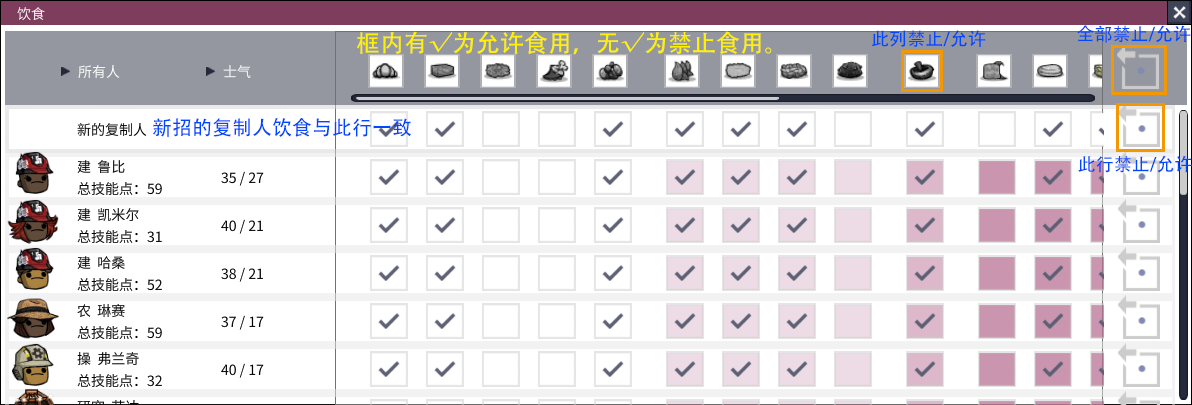 饮食
框内有√为允许食用，无√为禁止食用。
此列禁止/允许
全部禁止/允许
所有人
士气
新的复制人
新招的复制人饮食与此行一致
此行禁止/允许
建 鲁比
总技能点：59
35 / 27
建 凯米尔
总技能点：31
40 / 21
建 哈桑
总技能点：52
38 / 21
农 琳赛
总技能点：59
37 / 17
操 弗兰奇
总技能点：32
40 / 17